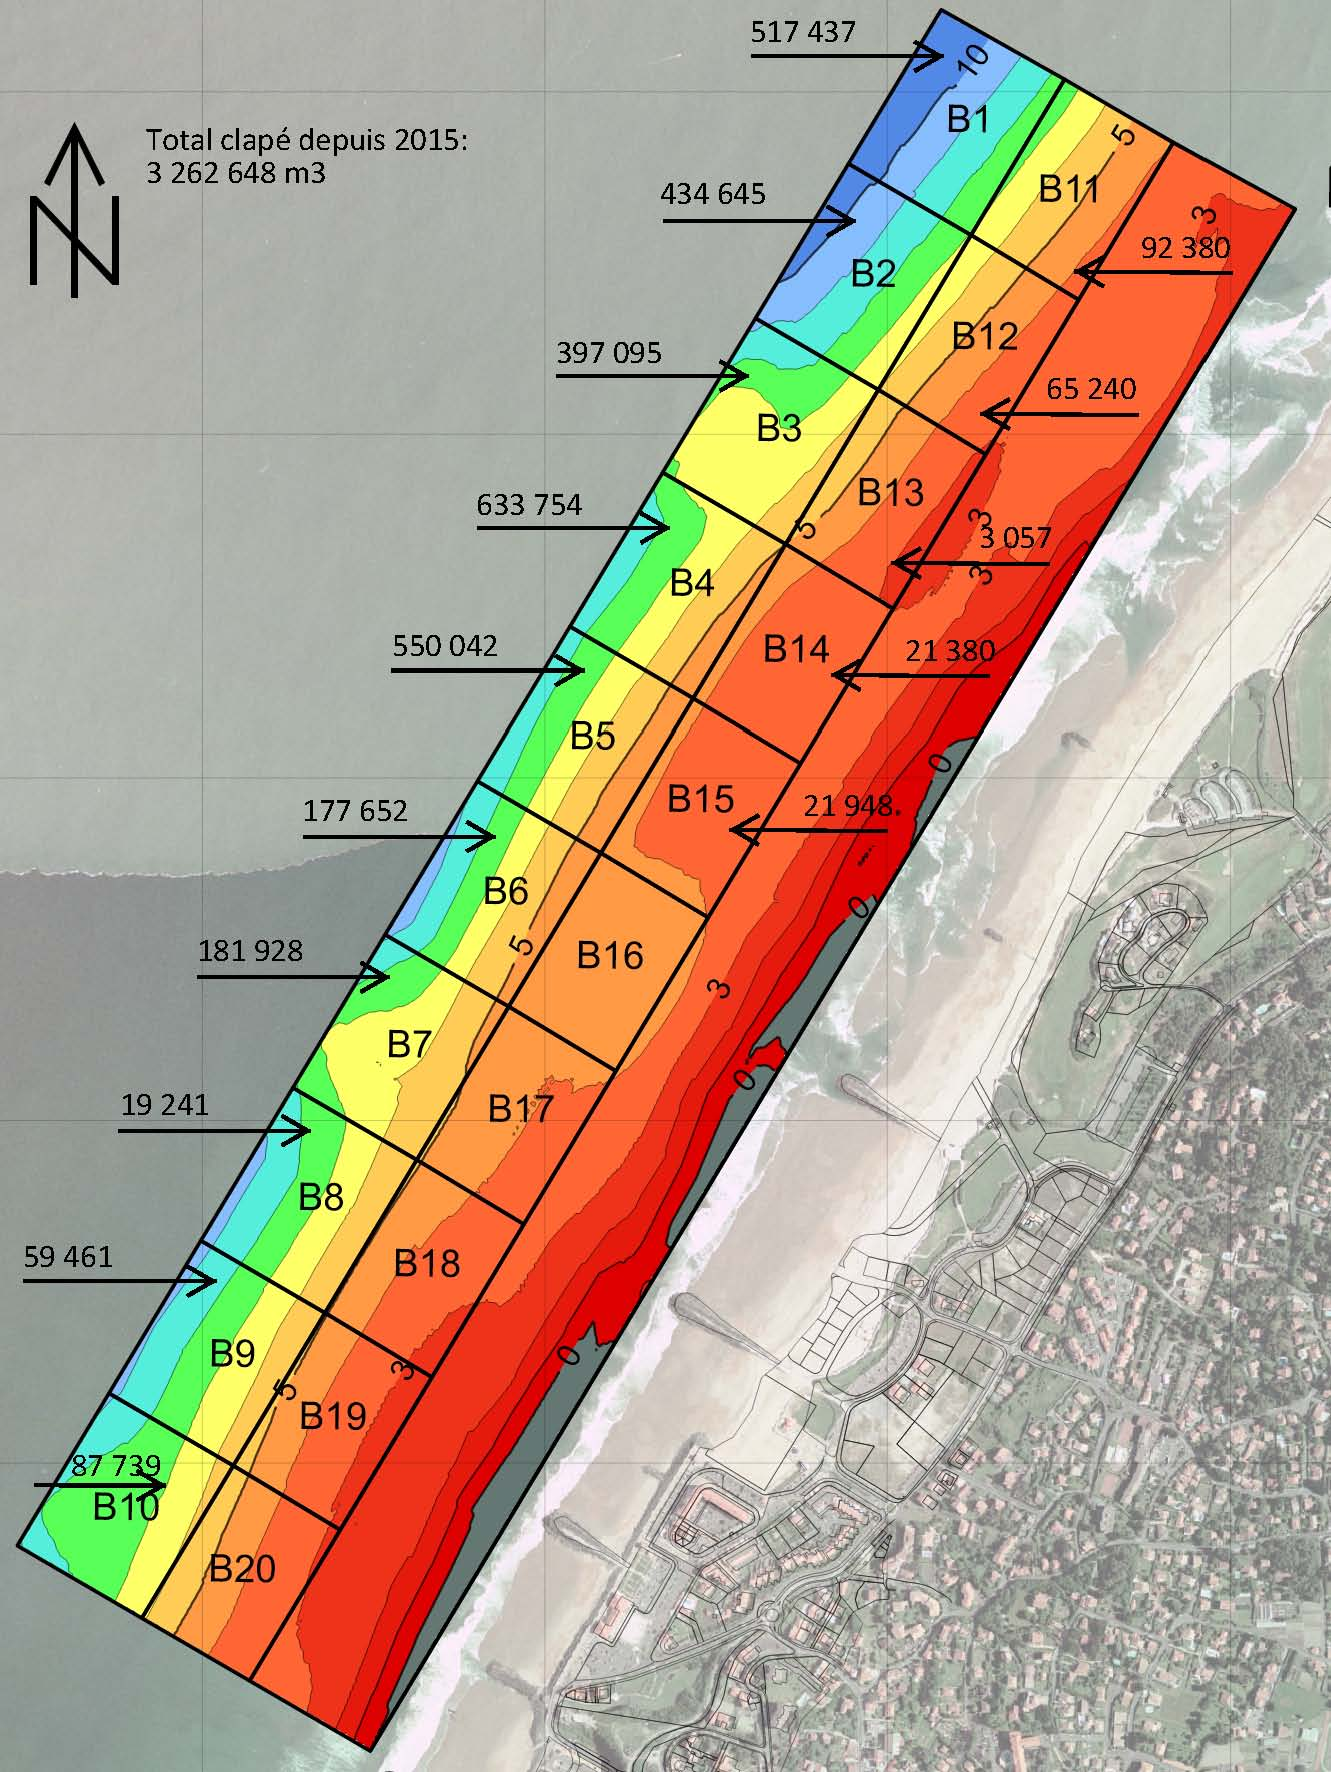 517 437
10
B1
Total clapé depuis 2015:
3 262 648 m3
N
5
B11
434 645
3
92 380
B2
B12
397 095
65 240
B3
B13
633 754
5
3
3 057
3
B4
B14
21 380
550 042
B5
0
B15
21 948.
177 652
B6
0
5
B16
181 928
3
B7
0
B17
19 241
B8
B18
59 461
B9
0
3
5
B19
87 739
B10
B20